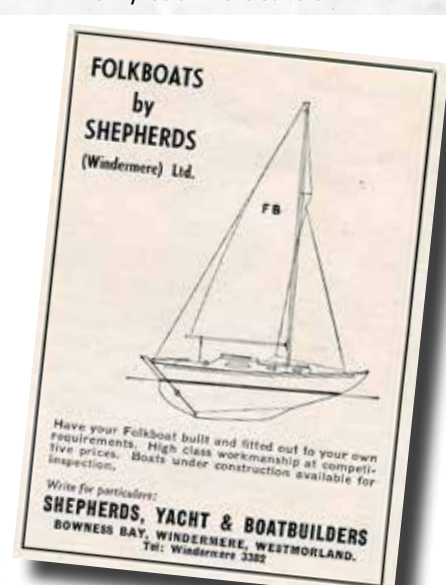 FOLKBOATS
by
SHEPHERDS
(Windermere) Ltd.
FB
Have your Folkboat built and fitted out to your own
requirements. High class workmanship at competi-
tive prices. Boats under construction available for
inspection.
Write for particulars:
SHEPHERDS, YACHT & BOATBUILDERS
BOWNESS BAY, WINDERMERE, WESTMORLAND.
Tel: Windermere 3382